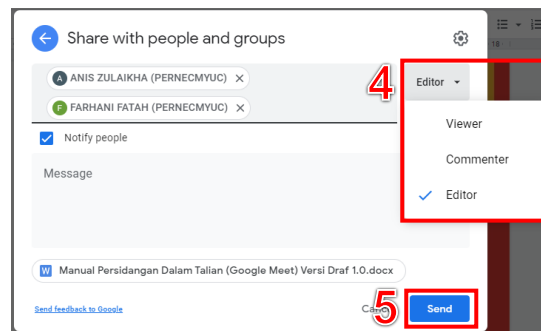 Share with people and groups
A ANIS ZULAIKHA (PERNECMYUC) ×
4
Editor
F FARHANI FATAH (PERNECMYUC) ×
Viewer
Notify people
Commenter
Message
Editor
W Manual Persidangan Dalam Talian (Google Meet) Versi Draf 1.0.docx
Send feedback to Google
5
Send
18